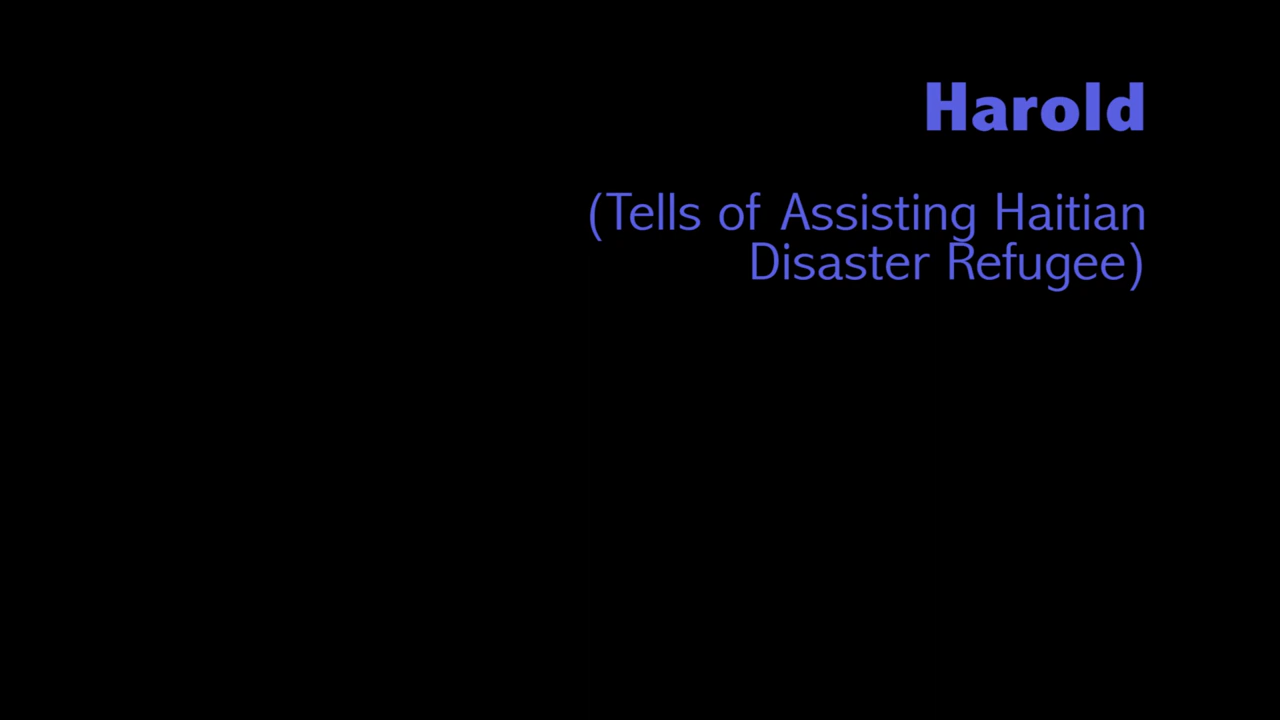 Harold
(Tells of Assisting Haitian
Disaster Refugee)